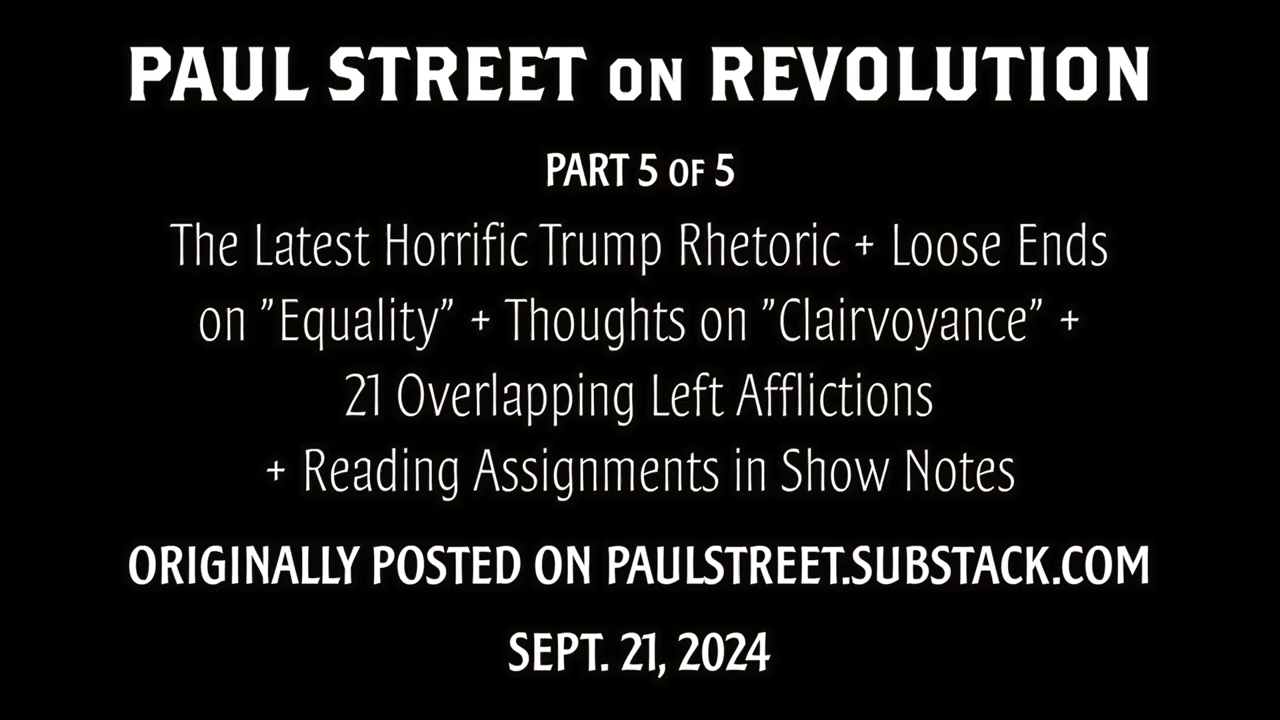 PAUL STREET ON REVOLUTION
PART 5 OF 5
The Latest Horrific Trump Rhetoric + Loose Ends
on ”Equality” + Thoughts on ”Clairvoyance” +
21 Overlapping Left Afflictions
+ Reading Assignments in Show Notes
ORIGINALLY POSTED ON PAULSTREET.SUBSTACK.COM
SEPT. 21, 2024